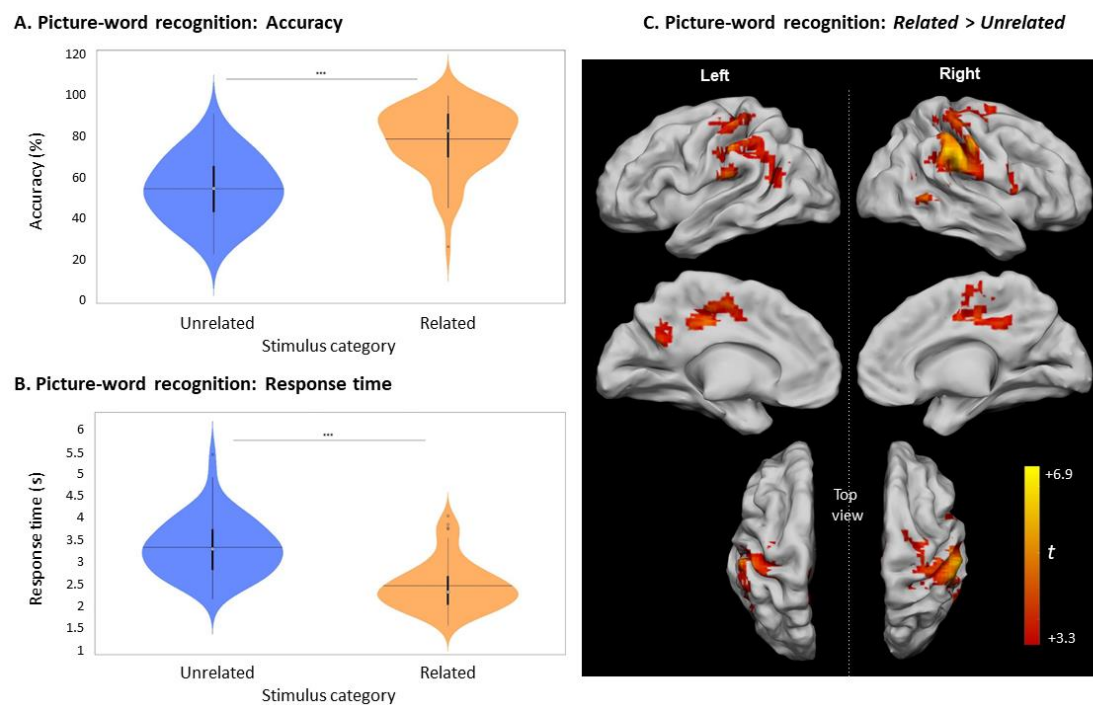 A. Picture-word recognition: Accuracy
120
100
80
60
40
20
0
Accuracy (%)
***
Unrelated
Related
Stimulus category
B. Picture-word recognition: Response time
6
5.5
5
4.5
4
3.5
3
2.5
2
1.5
1
Response time (s)
***
Unrelated
Related
Stimulus category
C. Picture-word recognition: Related > Unrelated
Left
Right
Top
view
+6.9
t
+3.3